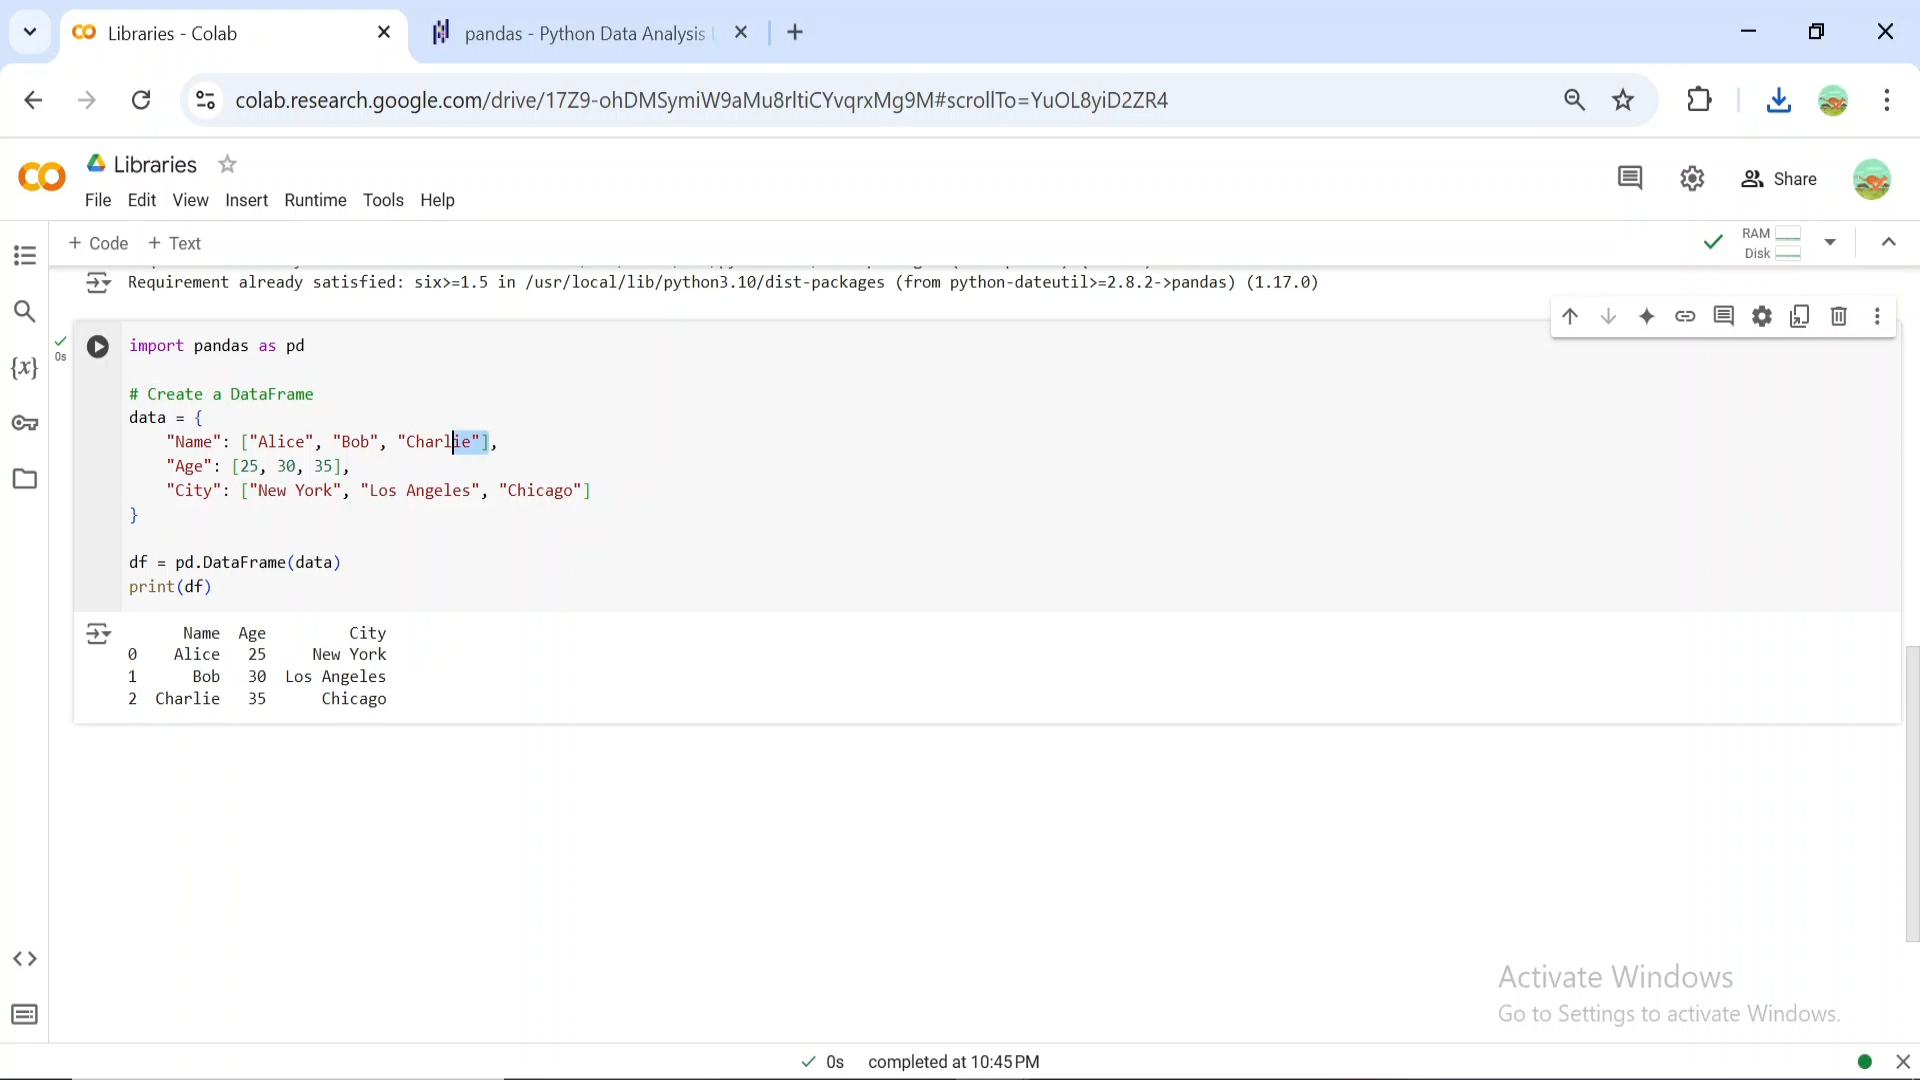 Libraries - Colab
pandas - Python Data Analysis
colab.research.google.com/drive/17Z9-ohDMSymiW9aMu8rltiCYvqrxMg9M#scrollTo=YuOL8yiD2ZR4
Libraries
File Edit View Insert Runtime Tools Help
Share
+ Code + Text
RAM
Disk
Requirement already satisfied: six>=1.5 in /usr/local/lib/python3.10/dist-packages (from python-dateutil>=2.8.2->pandas) (1.17.0)
0s
import pandas as pd
# Create a DataFrame
data = {
"Name": ["Alice", "Bob", "Charlie"],
"Age": [25, 30, 35],
"City": ["New York", "Los Angeles", "Chicago"]
}
df = pd.DataFrame(data)
print(df)
Name Age City
0 Alice 25 New York
1 Bob 30 Los Angeles
2 Charlie 35 Chicago
Activate Windows
Go to Settings to activate Windows.
0s completed at 10:45 PM